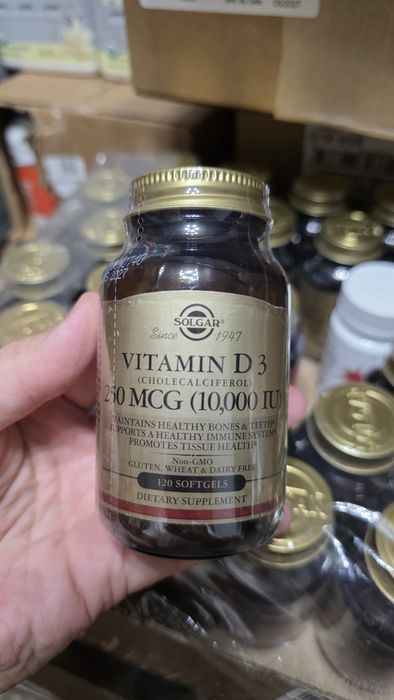 SOLGAR®
Since 1947
VITAMIN D3
(CHOLECALCIFEROL)
250 MCG (10,000 IU)
MAINTAINS HEALTHY BONES & TEETH*
SUPPORTS A HEALTHY IMMUNE SYSTEM*
PROMOTES TISSUE HEALTH*
Non-GMO
GLUTEN, WHEAT & DAIRY FREE
120 SOFTGELS
DIETARY SUPPLEMENT